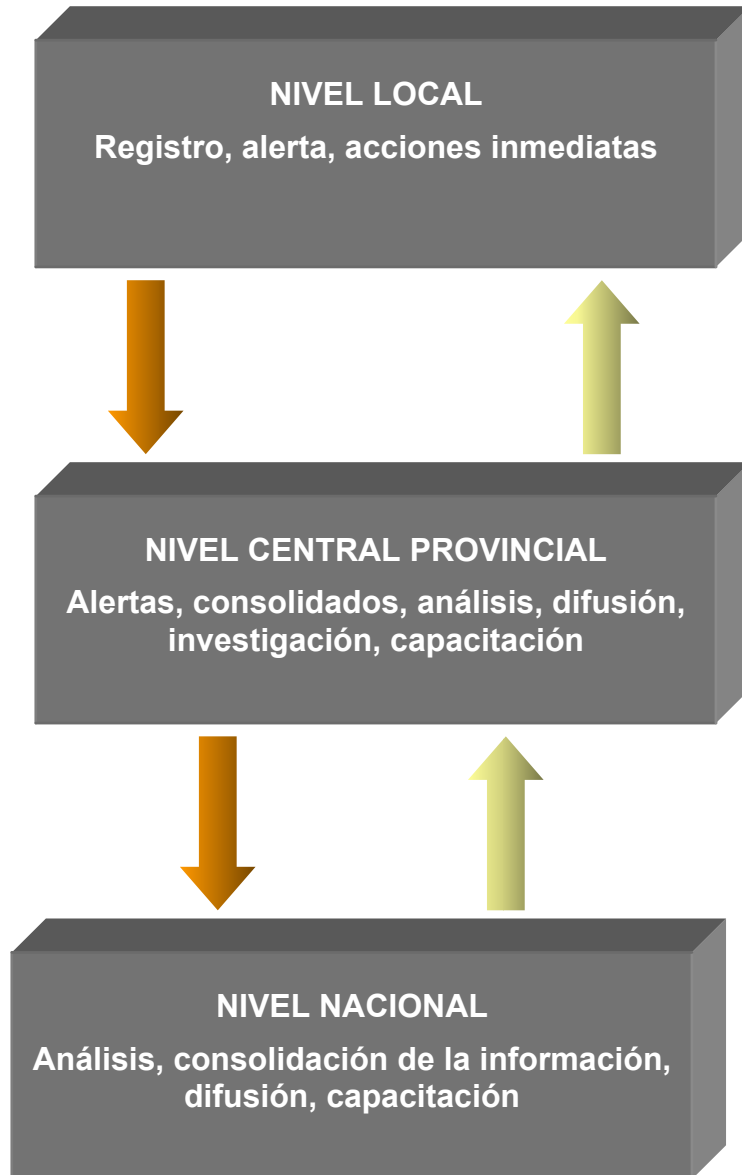 NIVEL LOCAL
Registro, alerta, acciones inmediatas
NIVEL CENTRAL PROVINCIAL
Alertas, consolidados, análisis, difusión,
investigación, capacitación
NIVEL NACIONAL
Análisis, consolidación de la información,
difusión, capacitación